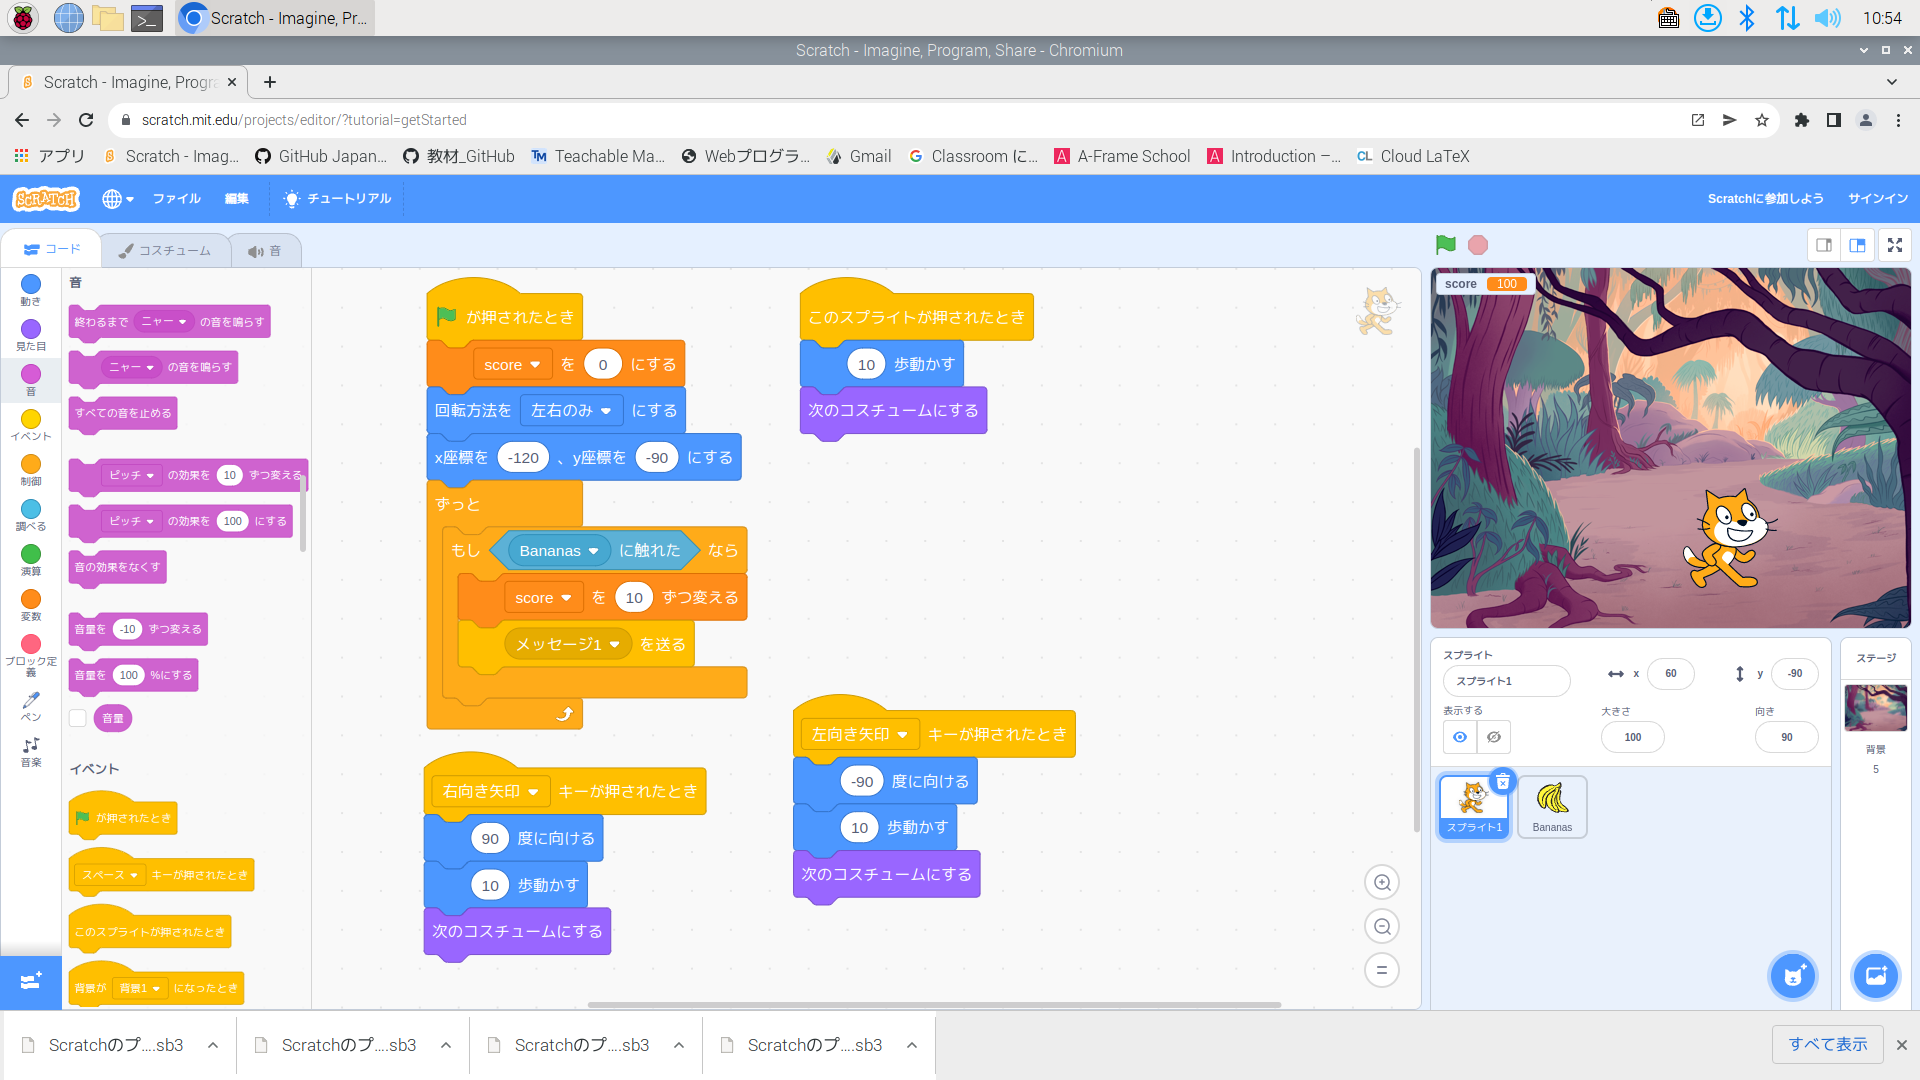 Scratch - Imagine, Pr...
10:54
Scratch - Imagine, Program, Share - Chromium
Scratch - Imagine, Progra
scratch.mit.edu/projects/editor/?tutorial=getStarted
アプリ
Scratch - Imag...
GitHub Japan...
教材_GitHub
Teachable Ma...
Webプログラ...
Gmail
Classroom に...
A-Frame School
Introduction –...
Cloud LaTeX
SCRATCH
ファイル
編集
チュートリアル
Scratchに参加しよう
サインイン
コード
コスチューム
音
動き
見た目
音
イベント
制御
調べる
演算
変数
ブロック定
義
ペン
音楽
音
終わるまで ニャー の音を鳴らす
ニャー の音を鳴らす
すべての音を止める
ピッチ の効果を 10 ずつ変える
ピッチ の効果を 100 にする
音の効果をなくす
音量を -10 ずつ変える
音量を 100 %にする
音量
イベント
が押されたとき
スペース キーが押されたとき
このスプライトが押されたとき
背景が 背景1 になったとき
が押されたとき
score を 0 にする
回転方法を 左右のみ にする
x座標を -120 、y座標を -90 にする
ずっと
もし Bananas に触れた なら
score を 10 ずつ変える
メッセージ1 を送る
右向き矢印 キーが押されたとき
90 度に向ける
10 歩動かす
次のコスチュームにする
このスプライトが押されたとき
10 歩動かす
次のコスチュームにする
左向き矢印 キーが押されたとき
-90 度に向ける
10 歩動かす
次のコスチュームにする
score 100
スプライト
スプライト1
x 60
y -90
表示する
大きさ
100
向き
90
スプライト1
Bananas
ステージ
背景
5
Scratchのプ....sb3
Scratchのプ....sb3
Scratchのプ....sb3
Scratchのプ....sb3
すべて表示